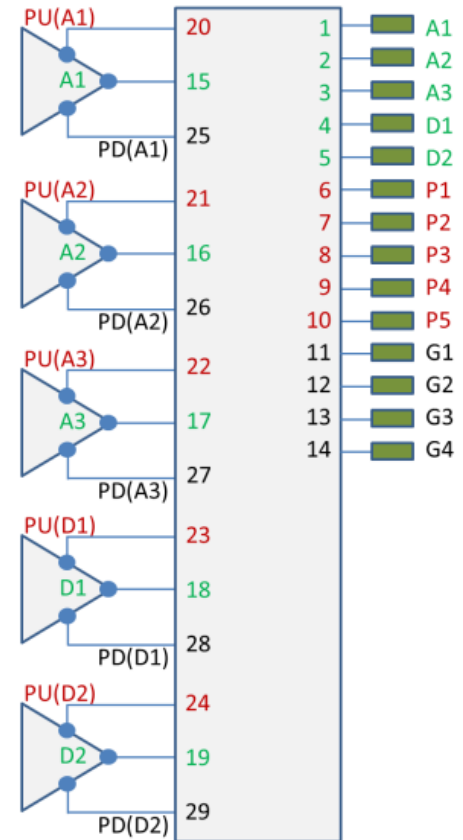 PU(A1)
20
1
A1
A1
15
2
A2
3
A3
25
4
D1
PD(A1)
5
D2
PU(A2)
21
6
P1
7
P2
A2
16
8
P3
9
P4
26
10
P5
PD(A2)
11
G1
PU(A3)
22
12
G2
A3
17
13
G3
14
G4
27
PD(A3)
PU(D1)
23
D1
18
28
PD(D1)
PU(D2)
24
D2
19
29
PD(D2)